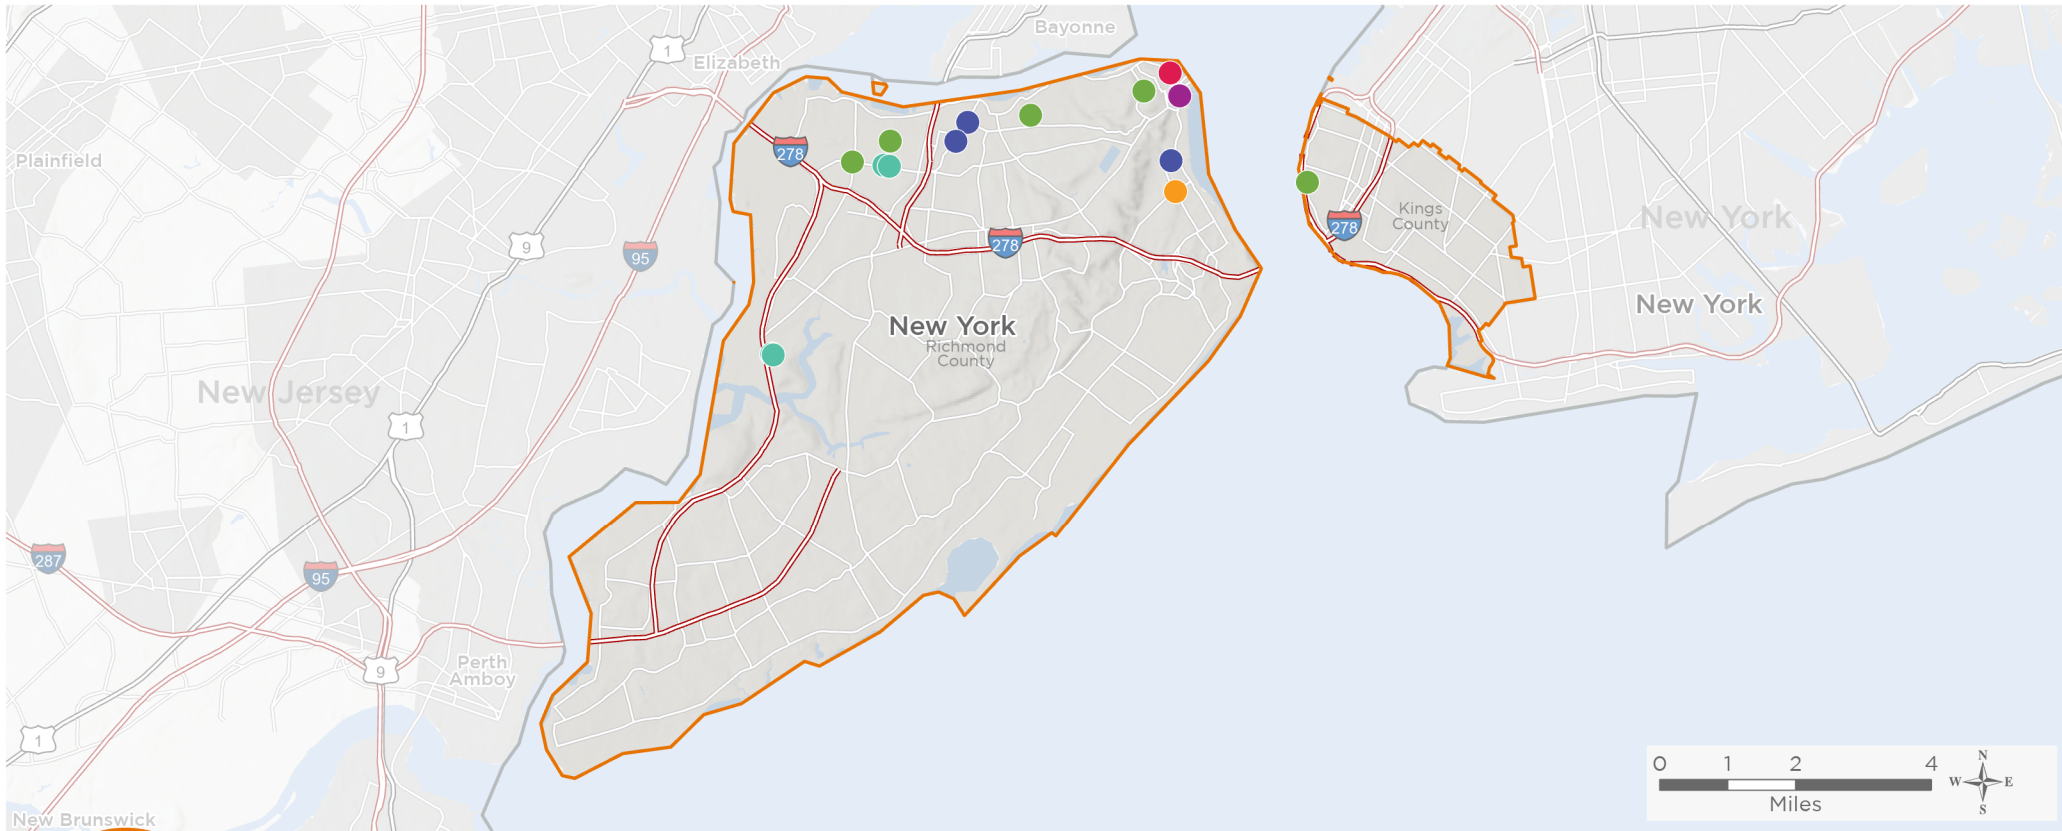 Bayonne
1
Elizabeth
278
Plainfield
Kings
County
New York
278
9
95
278
New York
New York
Richmond
County
New Jersey
1
287
95
Perth
Amboy
9
1
New Brunswick
0 1 2 4
Miles
N
W E
S